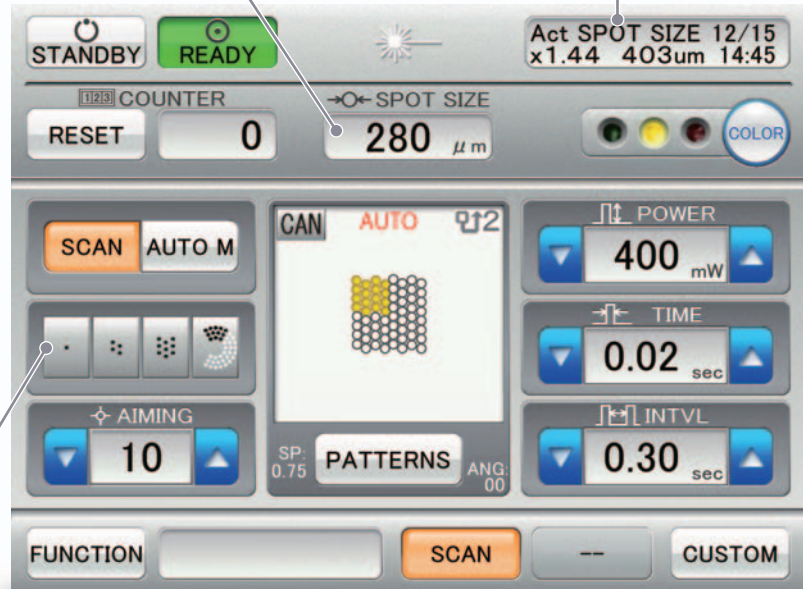 STANDBY
READY
Act SPOT SIZE 12/15
x1.44 403um 14:45
123 COUNTER
RESET
0
SPOT SIZE
280 μm
COLOR
SCAN
AUTO M
AIMING
10
CAN AUTO 2
SP:
0.75
PATTERNS
ANG:
00
POWER
400 mW
TIME
0.02 sec
INTVL
0.30 sec
FUNCTION
SCAN
--
CUSTOM